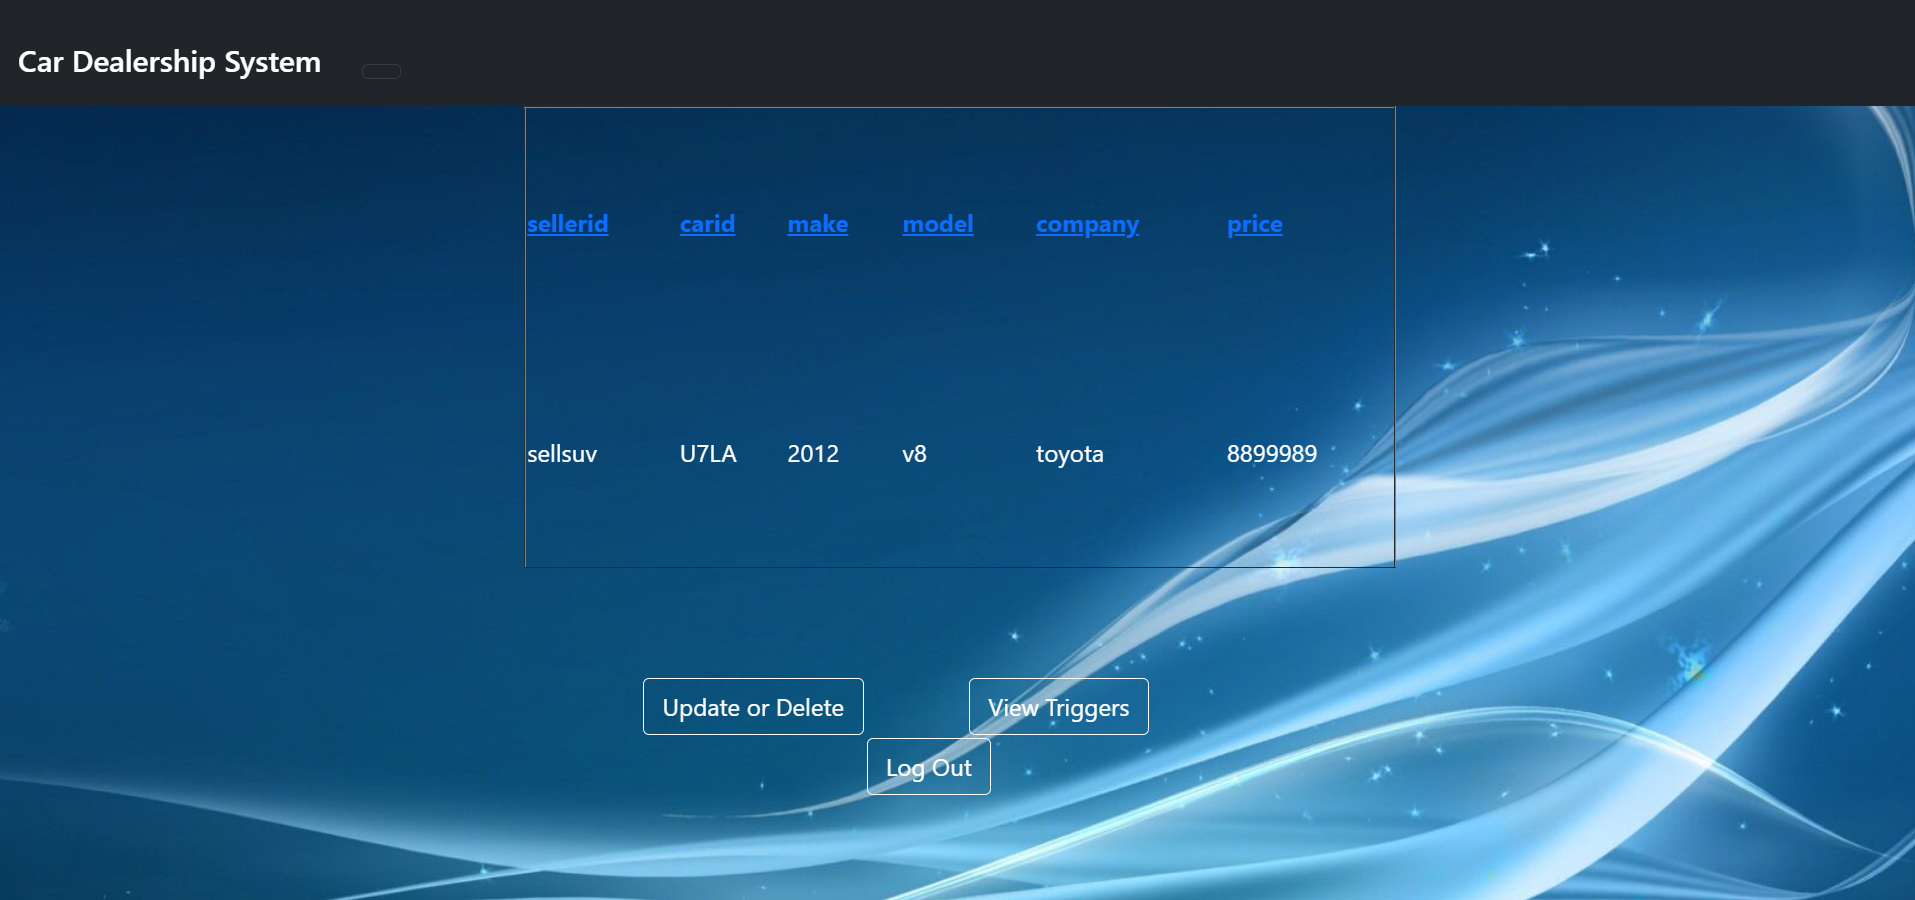 Car Dealership System
sellerid carid make model company price
sellsuv U7LA 2012 v8 toyota 8899989
Update or Delete View Triggers
Log Out